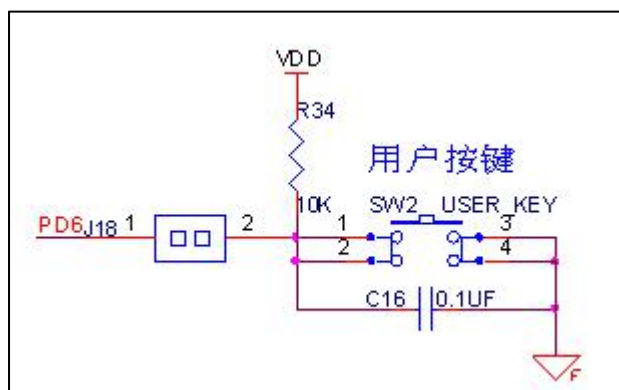 VDD
R34
用户按键
10K
1
SW2
USER_KEY
3
PD6
J18
1
2
2
4
C16
0.1UF
F